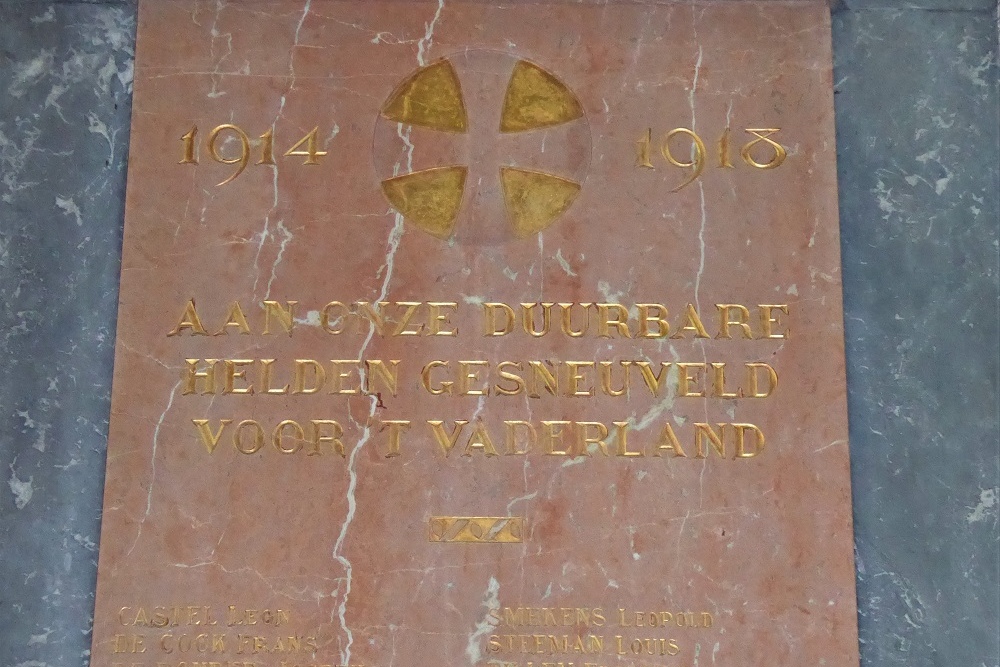 1914 1918
AAN ONZE DUURBARE
HELDEN GESNEUVELD
VOOR 'T VADERLAND
CASTEL LEON
DE COCK FRANS
SMEKENS LEOPOLD
STEEMAN LOUIS